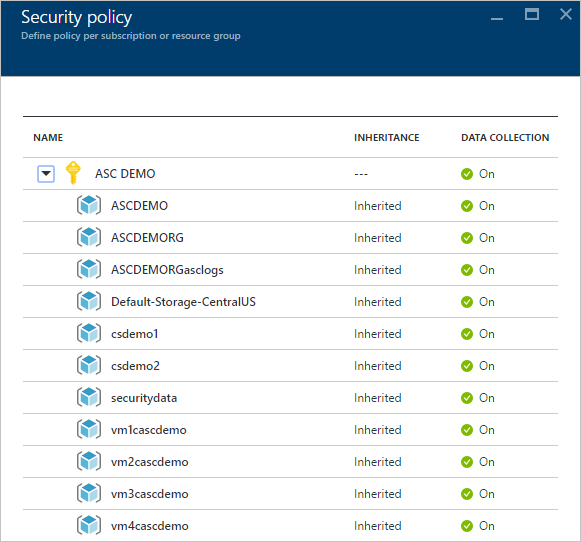 Security policy
Define policy per subscription or resource group
NAME INHERITANCE DATA COLLECTION
ASC DEMO --- On
ASCDEMO Inherited On
ASCDEMORG Inherited On
ASCDEMORGasclogs Inherited On
Default-Storage-CentralUS Inherited On
csdemo1 Inherited On
csdemo2 Inherited On
securitydata Inherited On
vm1cascdemo Inherited On
vm2cascdemo Inherited On
vm3cascdemo Inherited On
vm4cascdemo Inherited On